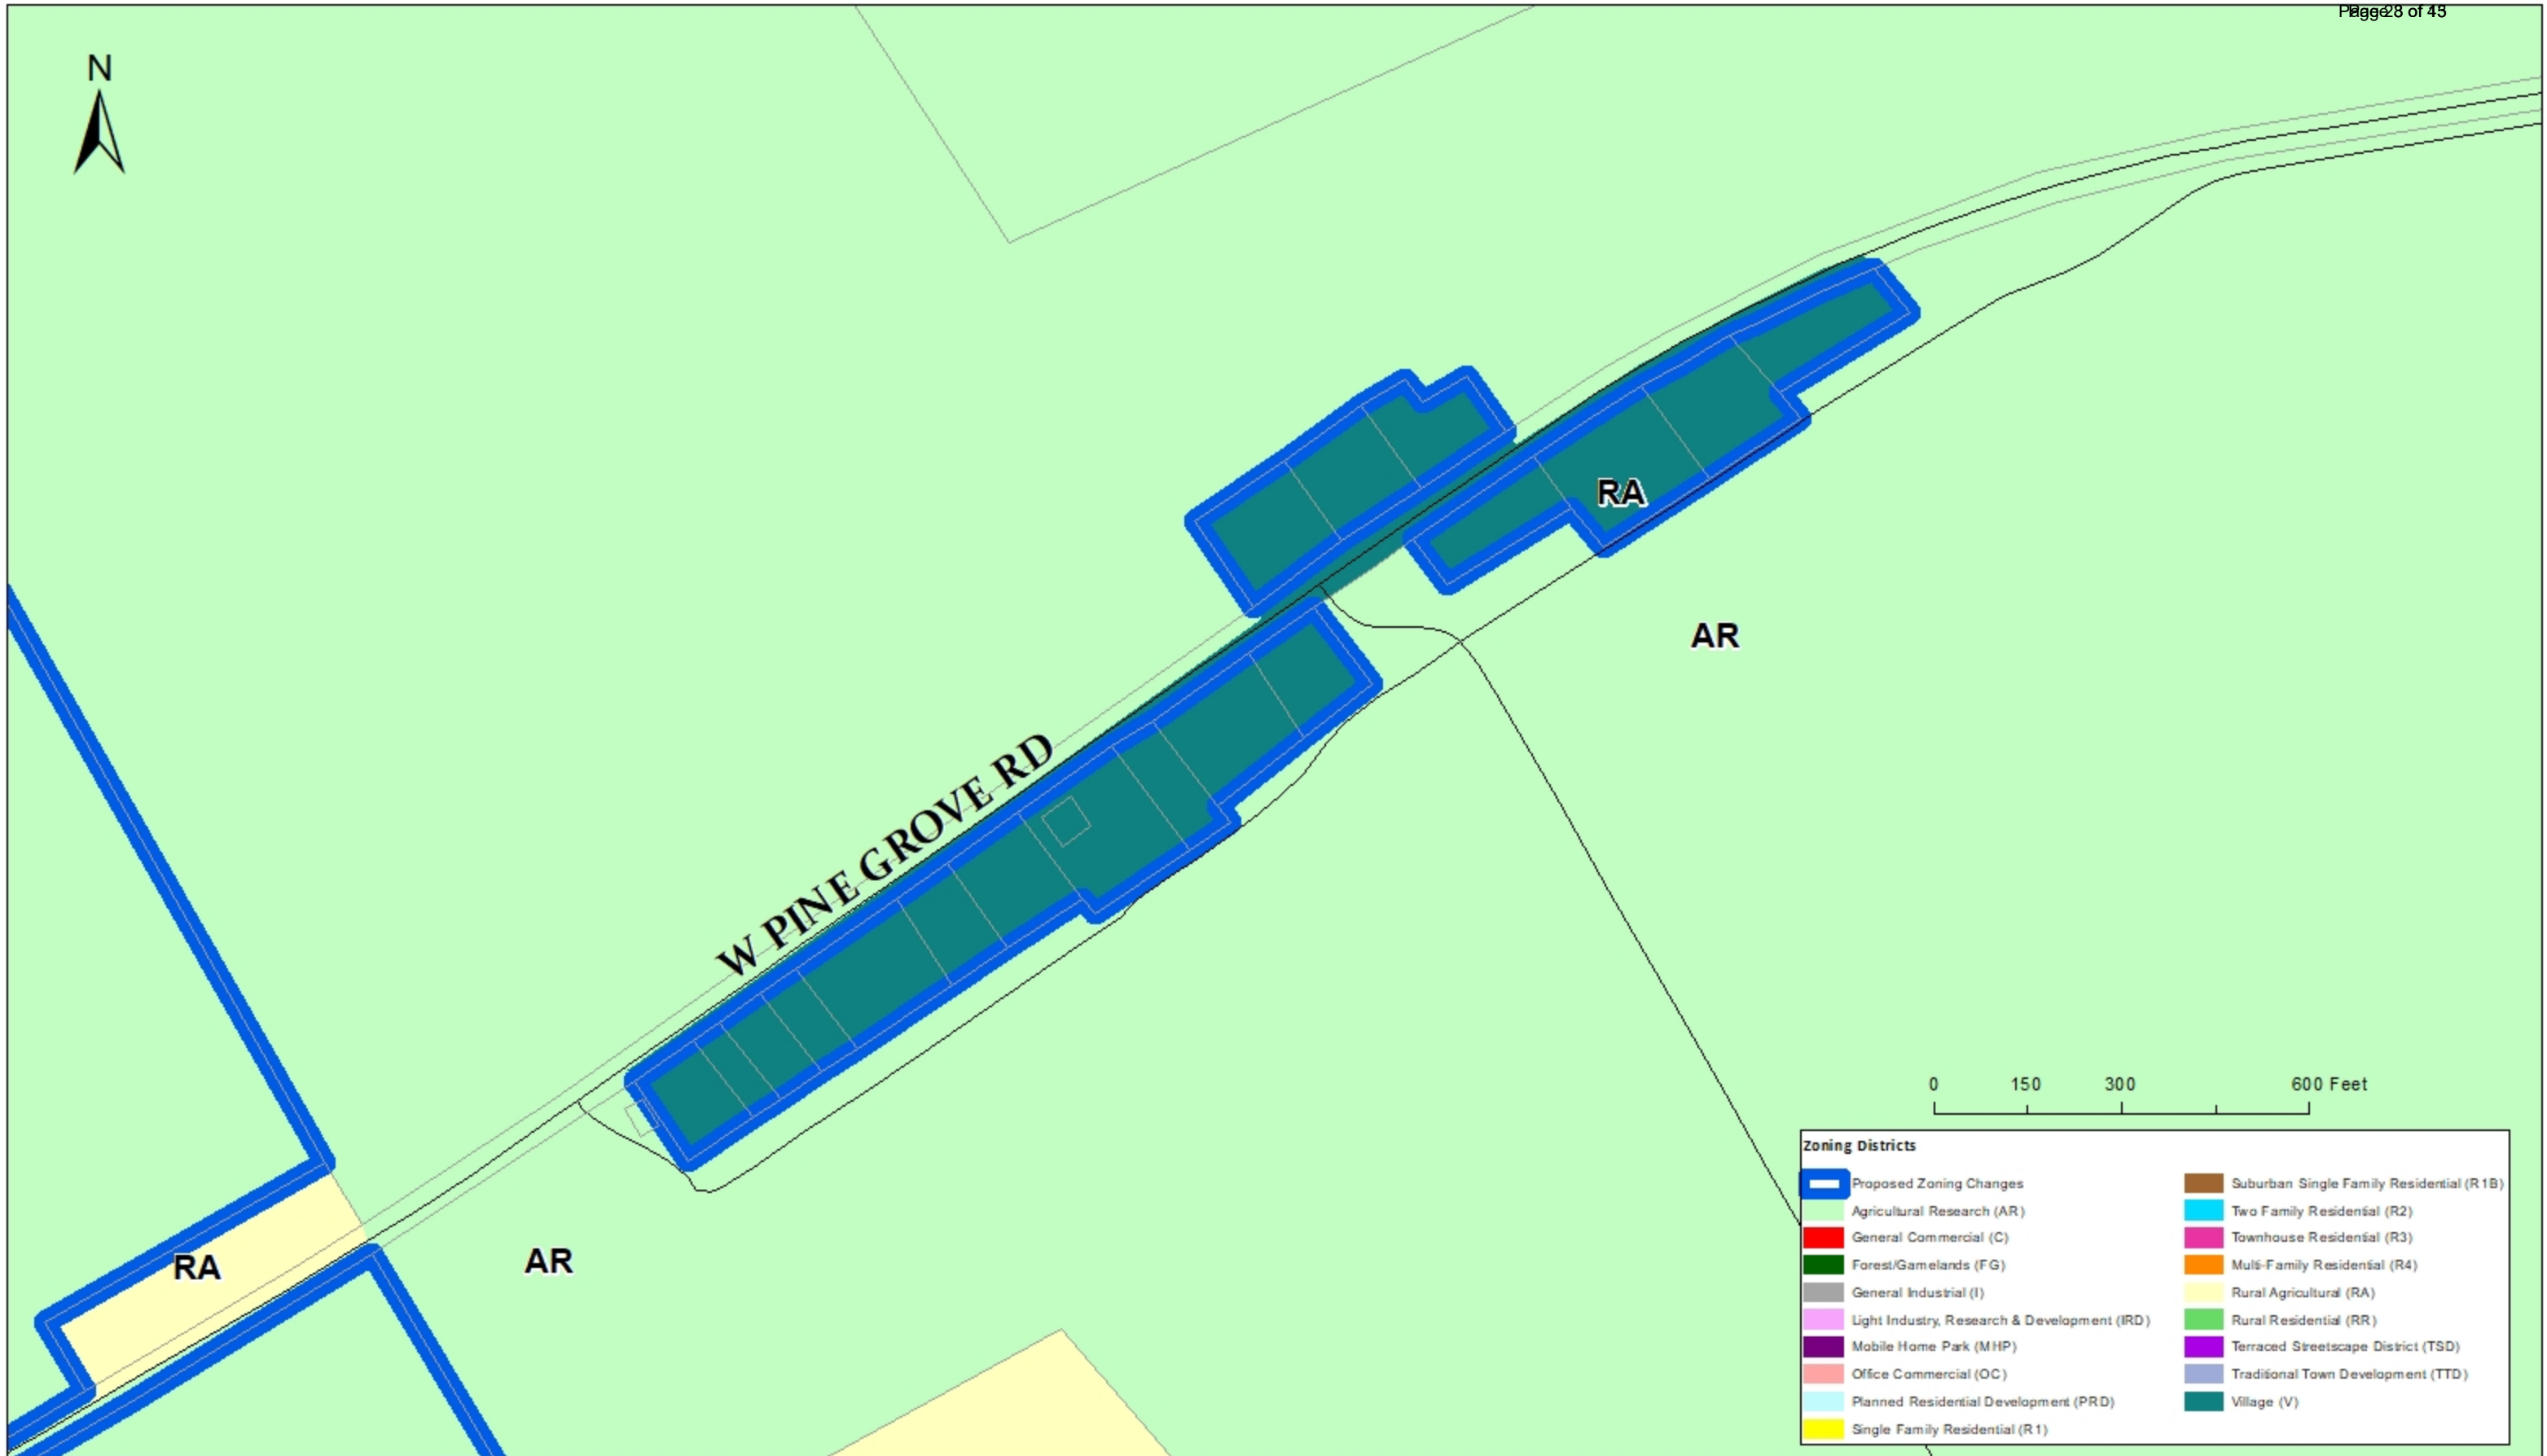 Page 28 of 45
N
RA
AR
W PINE GROVE RD
RA
AR
0 150 300 600 Feet
Zoning Districts
Proposed Zoning Changes
Agricultural Research (AR)
General Commercial (C)
Forest/Gamelands (FG)
General Industrial (I)
Light Industry, Research & Development (IRD)
Mobile Home Park (MHP)
Office Commercial (OC)
Planned Residential Development (PRD)
Single Family Residential (R1)
Suburban Single Family Residential (R1B)
Two Family Residential (R2)
Townhouse Residential (R3)
Multi-Family Residential (R4)
Rural Agricultural (RA)
Rural Residential (RR)
Terraced Streetscape District (TSD)
Traditional Town Development (TTD)
Village (V)